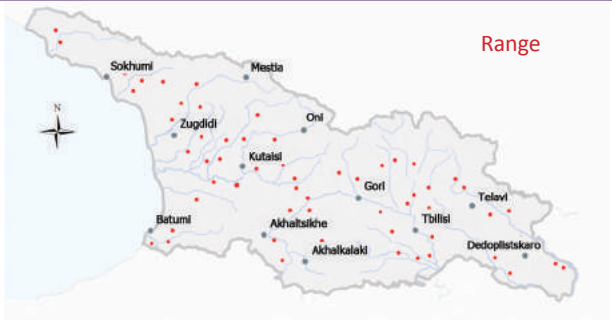 Range
Sokhumi
Mestia
N
Oni
Zugdidi
Kutaisi
Gori
Telavi
Batumi
Akhaltsikhe
Tbilisi
Dedoplistskaro
Akhalkalaki